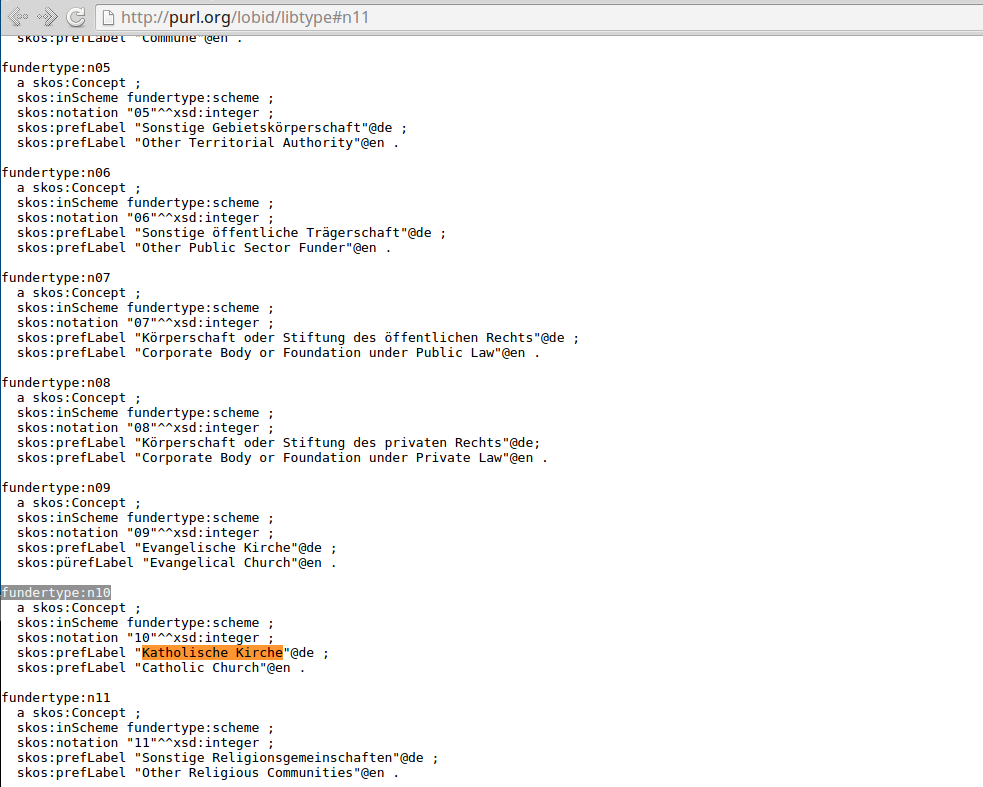 http://purl.org/lobid/libtype#n11
skos:prefLabel "Commune"@en .
fundertype:n05
a skos:Concept ;
skos:inScheme fundertype:scheme ;
skos:notation "05"^^xsd:integer ;
skos:prefLabel "Sonstige Gebietskörperschaft"@de ;
skos:prefLabel "Other Territorial Authority"@en .
fundertype:n06
a skos:Concept ;
skos:inScheme fundertype:scheme ;
skos:notation "06"^^xsd:integer ;
skos:prefLabel "Sonstige öffentliche Trägerschaft"@de ;
skos:prefLabel "Other Public Sector Funder"@en .
fundertype:n07
a skos:Concept ;
skos:inScheme fundertype:scheme ;
skos:notation "07"^^xsd:integer ;
skos:prefLabel "Körperschaft oder Stiftung des öffentlichen Rechts"@de ;
skos:prefLabel "Corporate Body or Foundation under Public Law"@en .
fundertype:n08
a skos:Concept ;
skos:inScheme fundertype:scheme ;
skos:notation "08"^^xsd:integer ;
skos:prefLabel "Körperschaft oder Stiftung des privaten Rechts"@de;
skos:prefLabel "Corporate Body or Foundation under Private Law"@en .
fundertype:n09
a skos:Concept ;
skos:inScheme fundertype:scheme ;
skos:notation "09"^^xsd:integer ;
skos:prefLabel "Evangelische Kirche"@de ;
skos:pürefLabel "Evangelical Church"@en .
fundertype:n10
a skos:Concept ;
skos:inScheme fundertype:scheme ;
skos:notation "10"^^xsd:integer ;
skos:prefLabel "Katholische Kirche"@de ;
skos:prefLabel "Catholic Church"@en .
fundertype:n11
a skos:Concept ;
skos:inScheme fundertype:scheme ;
skos:notation "11"^^xsd:integer ;
skos:prefLabel "Sonstige Religionsgemeinschaften"@de ;
skos:prefLabel "Other Religious Communities"@en .